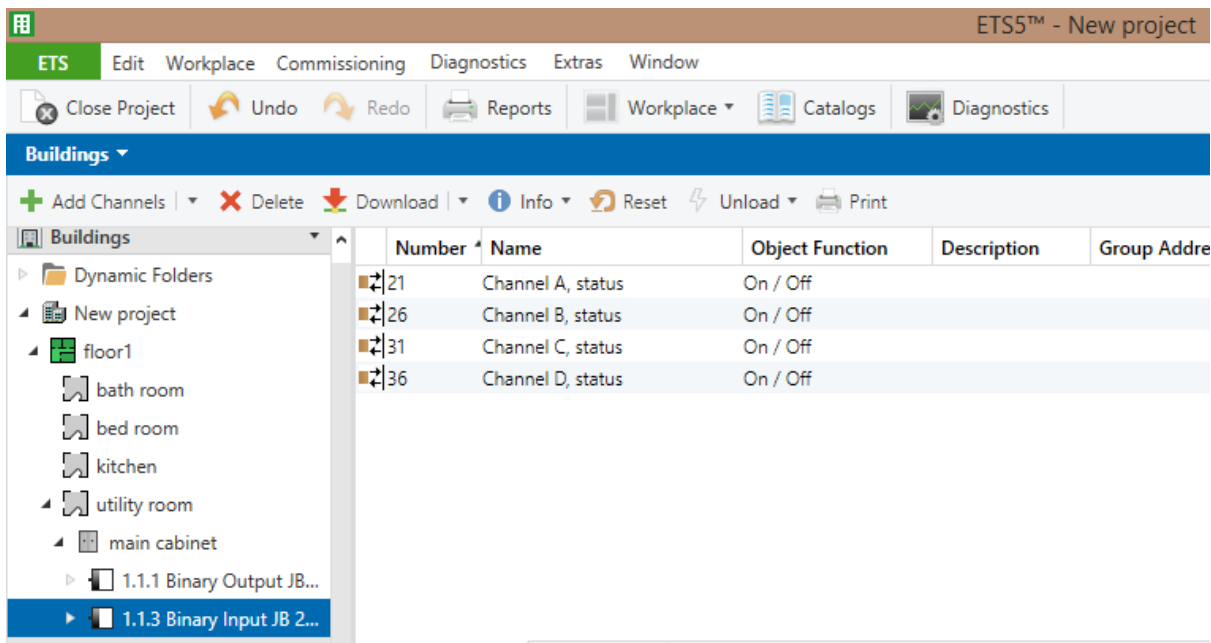 ETS5™ - New project
ETS Edit Workplace Commissioning Diagnostics Extras Window
Close Project Undo Redo Reports Workplace Catalogs Diagnostics
Buildings
Add Channels Delete Download Info Reset Unload Print
Buildings
Dynamic Folders
New project
floor1
bath room
bed room
kitchen
utility room
main cabinet
1.1.1 Binary Output JB...
1.1.3 Binary Input JB 2...
Number Name Object Function Description Group Addre
21 Channel A, status On / Off
26 Channel B, status On / Off
31 Channel C, status On / Off
36 Channel D, status On / Off